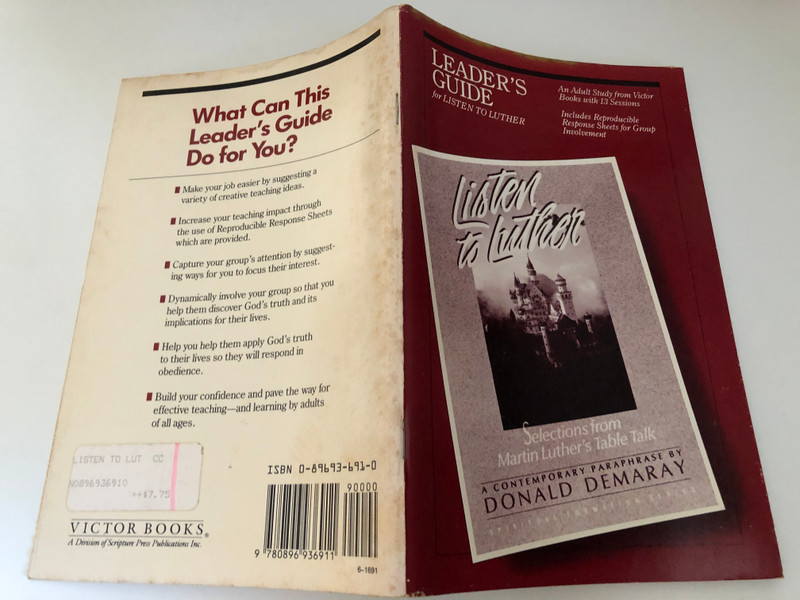 What Can This
Leader's Guide
Do for You?
Make your job easier by suggesting a
variety of creative teaching ideas.
Increase your teaching impact through
the use of Reproducible Response Sheets
which are provided.
Capture your group's attention by suggest-
ing ways for you to focus their interest.
Dynamically involve your group so that you
help them discover God's truth and its
implications for their lives.
Help you help them apply God's truth
to their lives so they will respond in
obedience.
Build your confidence and pave the way for
effective teaching—and learning by adults
of all ages.
LISTEN TO LUT CC
N0896936910
++$7.75
VICTOR BOOKS®
A Division of Scripture Press Publications Inc.
ISBN 0-89693-691-0
90000
9 780896 936911
6-1691
LEADER'S
GUIDE
for LISTEN TO LUTHER
An Adult Study from Victor
Books with 13 Sessions
Includes Reproducible
Response Sheets for Group
Involvement
Listen
to Luther
Selections from
Martin Luther's Table Talk
A CONTEMPORARY PARAPHRASE BY
DONALD DEMARAY